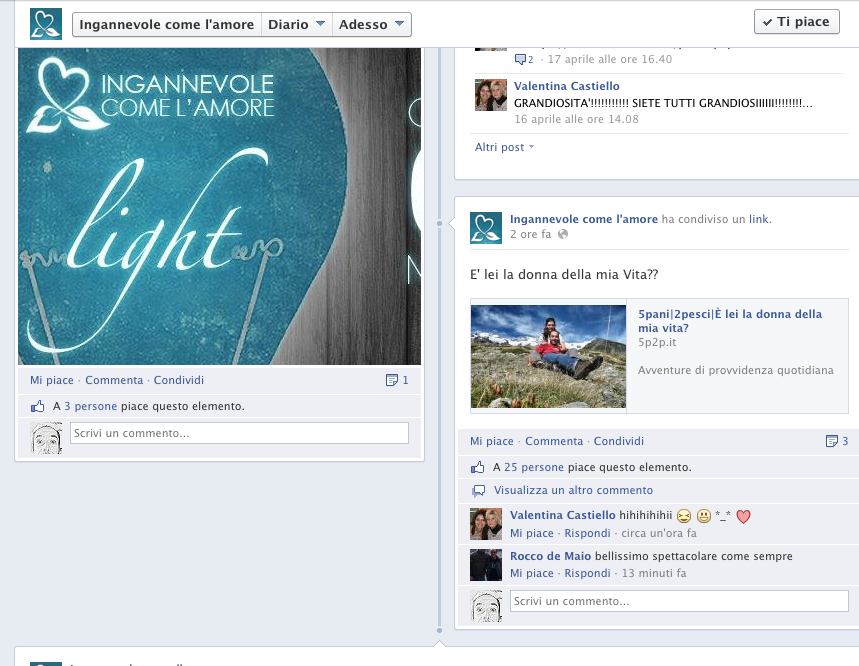 Ingannevole come l'amore
Diario
Adesso
Ti piace
INGANNEVOLE
COME L'AMORE
light
Mi piace · Commenta · Condividi
1
A 3 persone piace questo elemento.
Scrivi un commento...
2 · 17 aprile alle ore 16.40
Valentina Castiello
GRANDIOSITA'!!!!!!!!!!! SIETE TUTTI GRANDIOSIIIIII!!!!!!!!...
16 aprile alle ore 14.08
Altri post
Ingannevole come l'amore ha condiviso un link.
2 ore fa
E' lei la donna della mia Vita??
5pani|2pesci|È lei la donna della
mia vita?
5p2p.it
Avventure di provvidenza quotidiana
Mi piace · Commenta · Condividi
3
A 25 persone piace questo elemento.
Visualizza un altro commento
Valentina Castiello hihihihihii 😆 😀 *_* ❤
Mi piace · Rispondi · circa un'ora fa
Rocco de Maio bellissimo spettacolare come sempre
Mi piace · Rispondi · 13 minuti fa
Scrivi un commento...